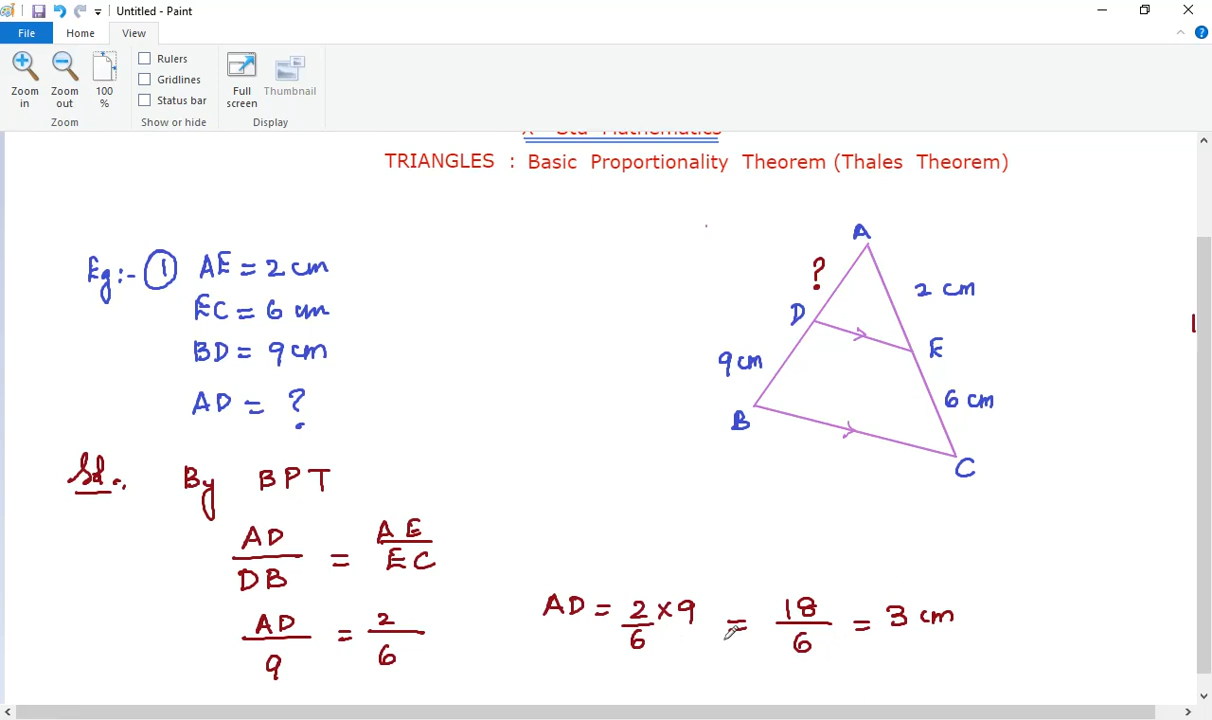 Untitled - Paint
File Home View
Zoom in
Zoom out
100 %
Rulers
Gridlines
Status bar
Full screen
Thumbnail
Zoom
Show or hide
Display
X Std Mathematics
TRIANGLES : Basic Proportionality Theorem (Thales Theorem)
Eg:- 1 AE = 2 cm
EC = 6 cm
BD = 9 cm
AD = ?
A
?
2 cm
D
E
9 cm
6 cm
B
C
Sol:
By BPT
AD/DB = AE/EC
AD/9 = 2/6
AD = 2/6 × 9 = 18/6 = 3 cm